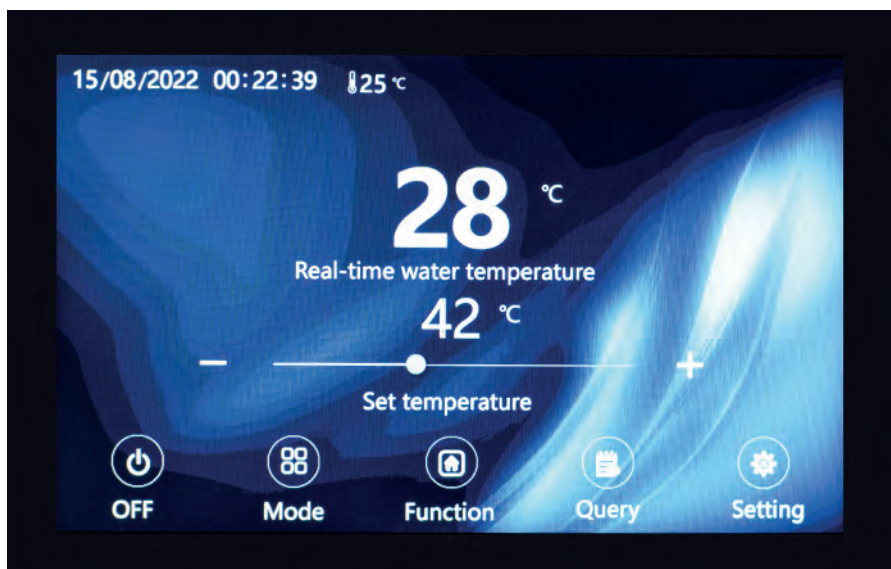 15/08/2022 00:22:39 25 ℃
28 ℃
Real-time water temperature
42 ℃
− +
Set temperature
OFF Mode Function Query Setting